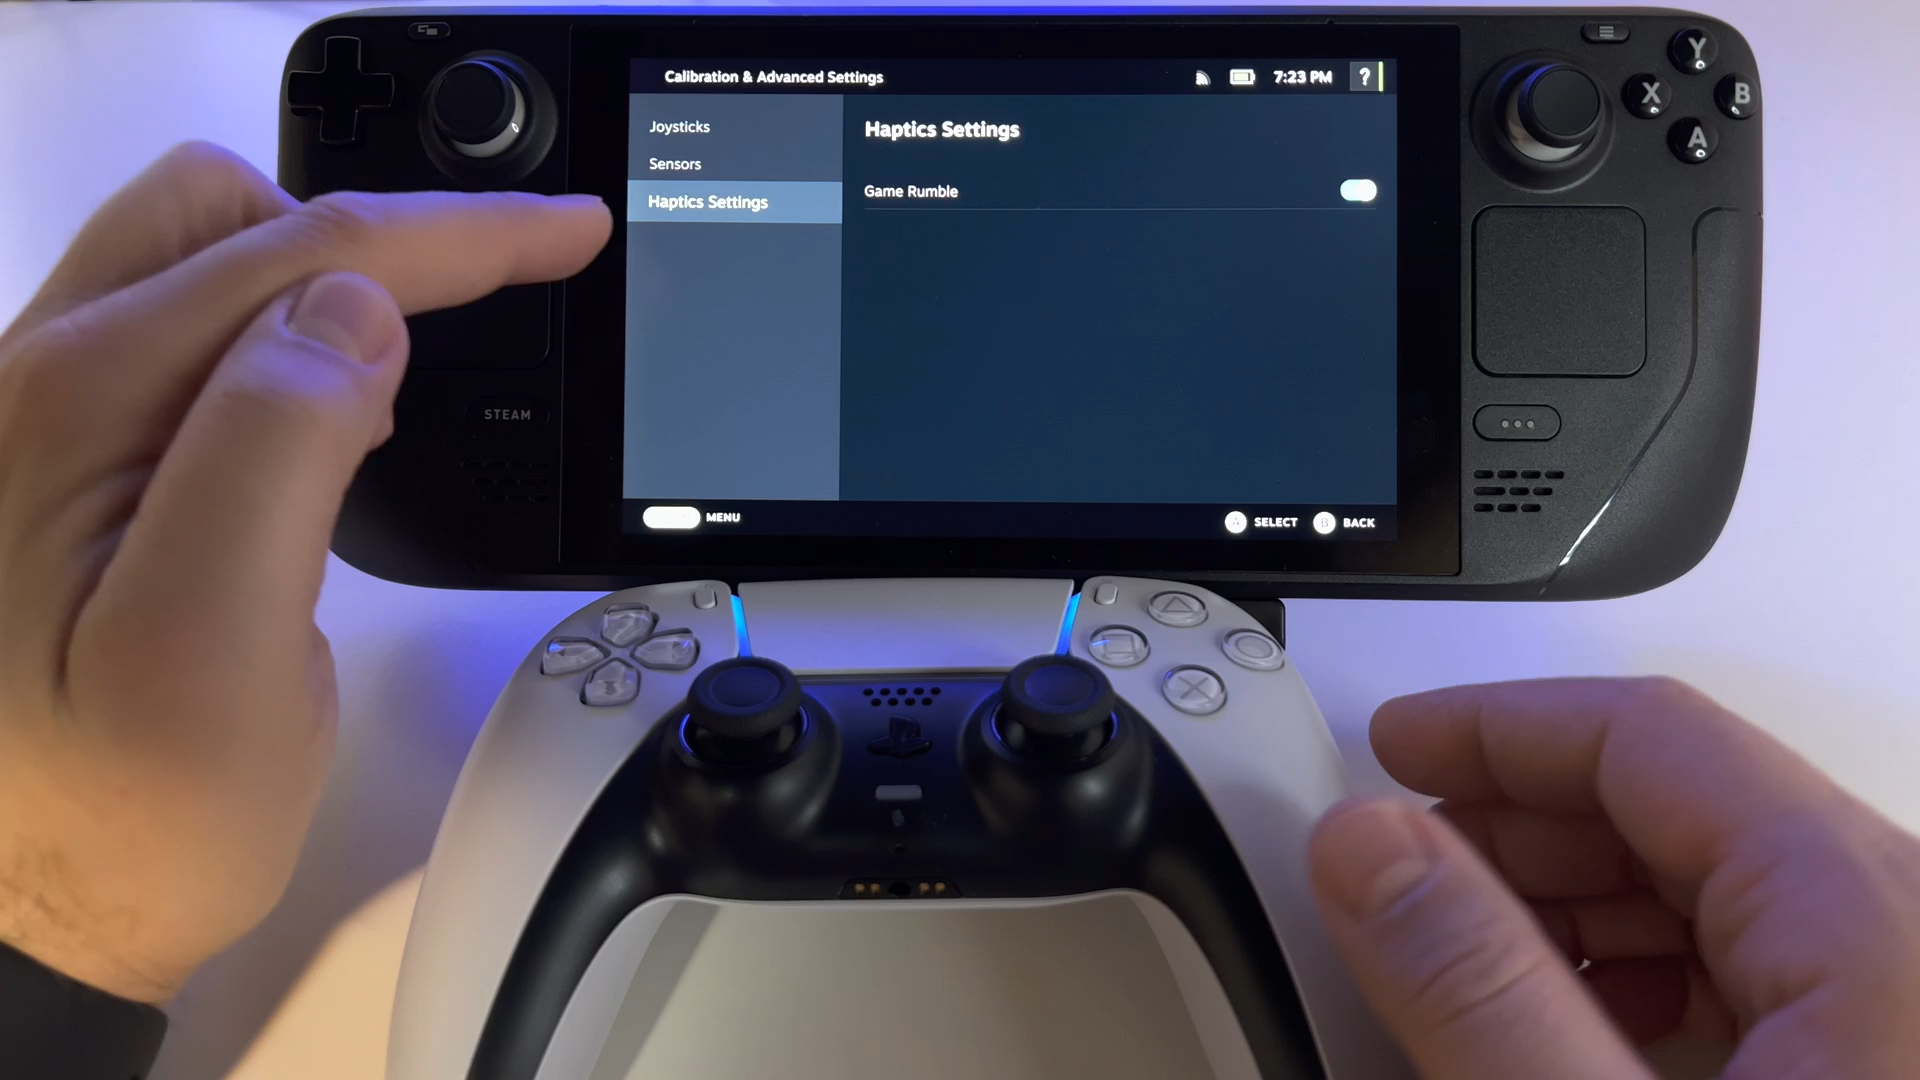 Calibration & Advanced Settings
7:23 PM
?
Joysticks
Sensors
Haptics Settings
Haptics Settings
Game Rumble
MENU
A SELECT
B BACK
STEAM
Y
X
B
A